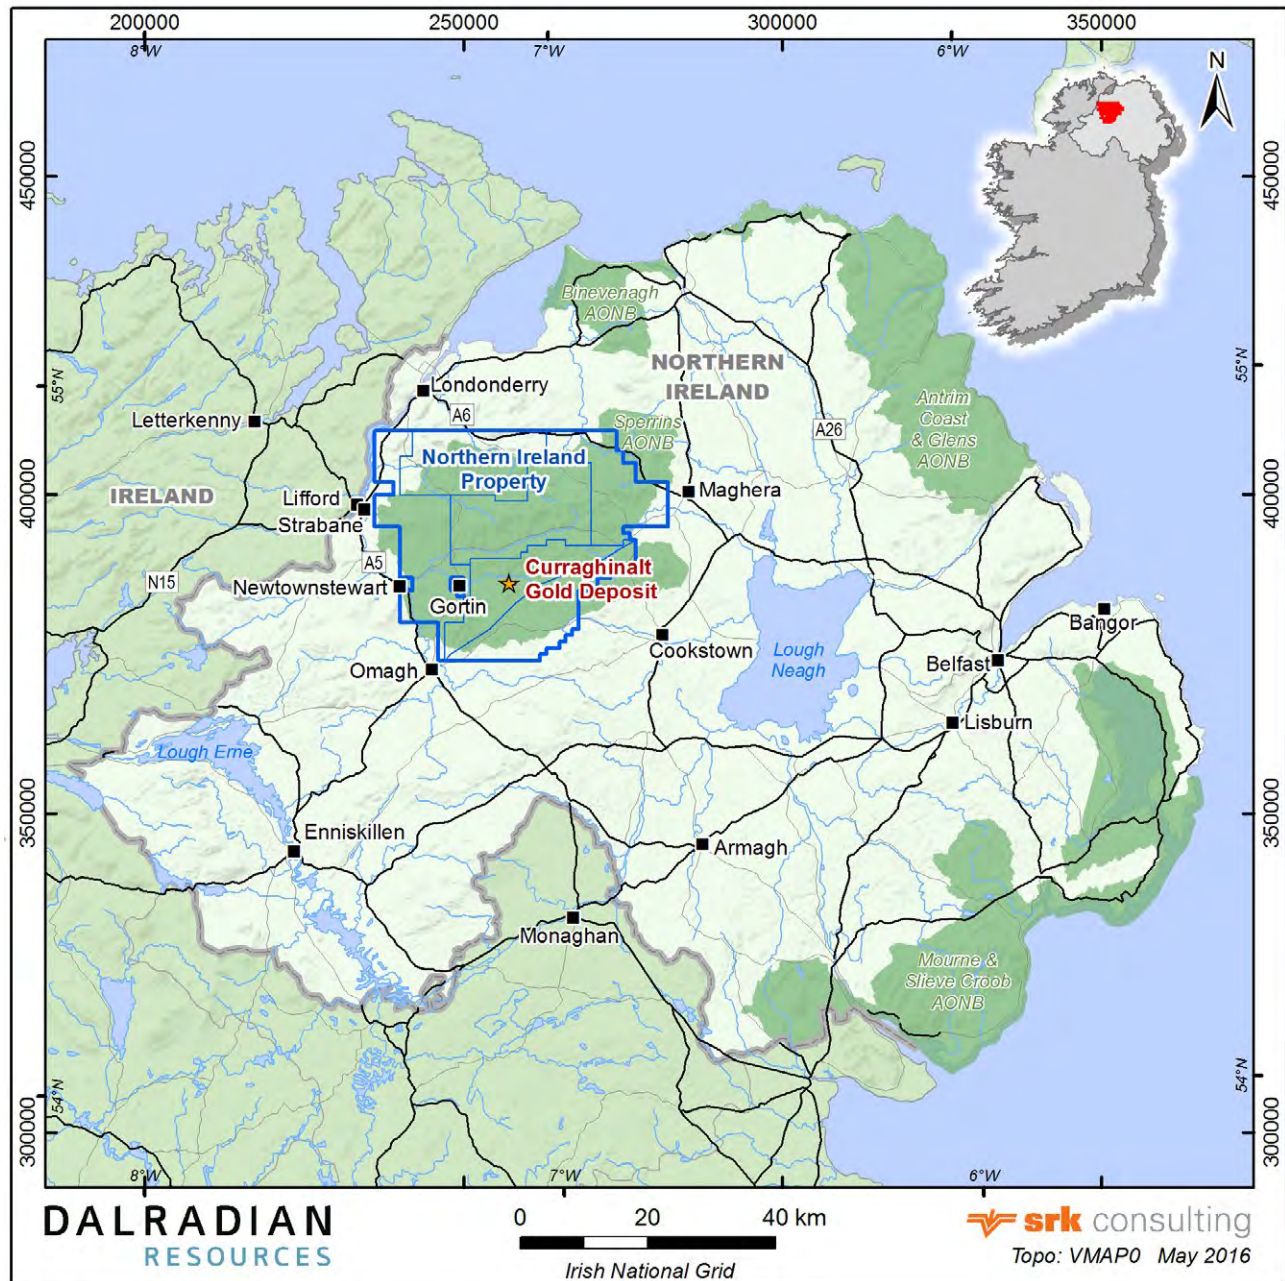 200000
250000
300000
350000
8°W
7°W
6°W
N
450000
450000
Binevenagh
AONB
NORTHERN
IRELAND
55°N
55°N
Londonderry
A6
Letterkenny
Sperrins
AONB
A26
Antrim
Coast
& Glens
AONB
Northern Ireland
Property
400000
IRELAND
Lifford
Strabane
Maghera
400000
A5
N15
Newtownstewart
Gortin
Curraghinalt
Gold Deposit
Bangor
Cookstown
Lough
Neagh
Belfast
Omagh
Lisburn
Lough Erne
350000
350000
Enniskillen
Armagh
Monaghan
Mourne &
Slieve Croob
AONB
54°N
54°N
300000
300000
8°W
7°W
6°W
DALRADIAN
RESOURCES
0 20 40 km
Irish National Grid
srk consulting
Topo: VMAP0 May 2016